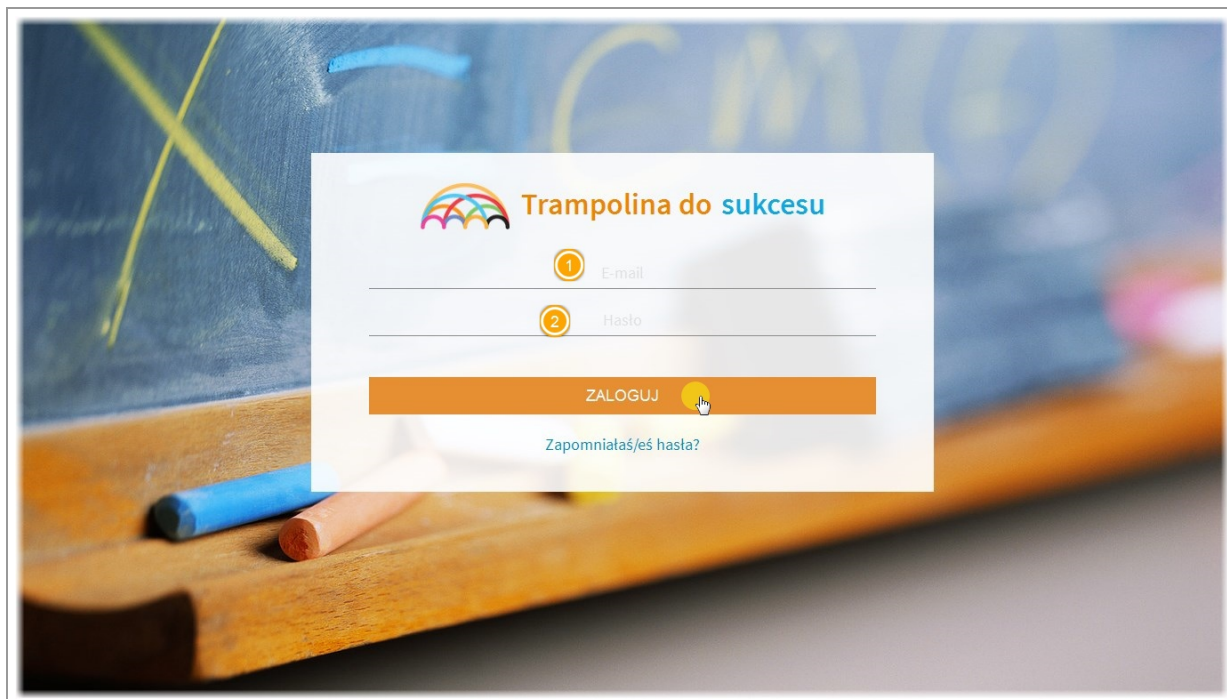 Trampolina do sukcesu
1 E-mail
2 Hasło
ZALOGUJ
Zapomniałaś/eś hasła?